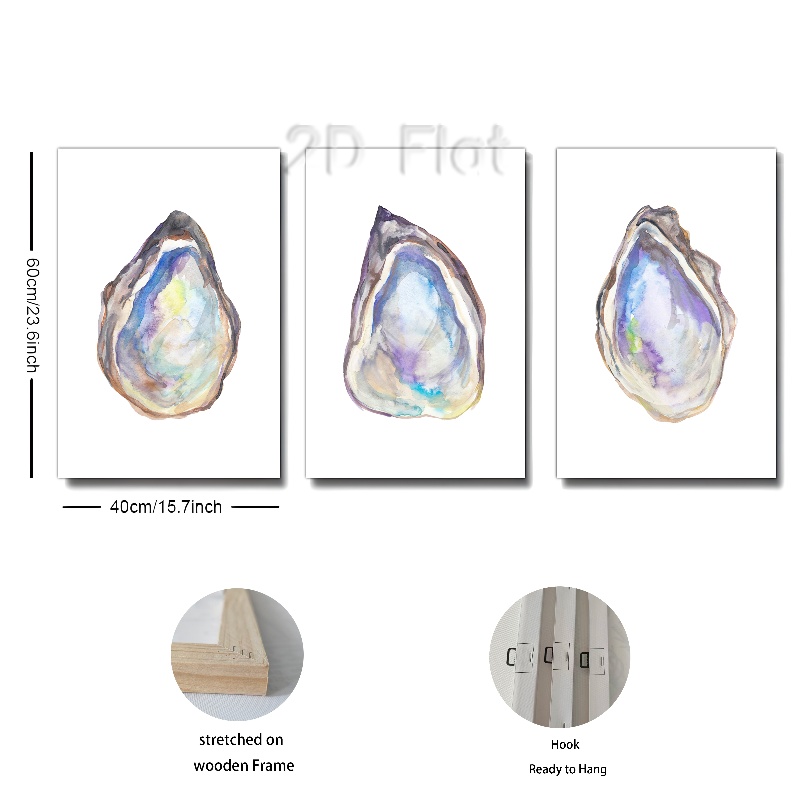 2D Flat
60cm/23.6inch
40cm/15.7inch
stretched on
wooden Frame
Hook
Ready to Hang